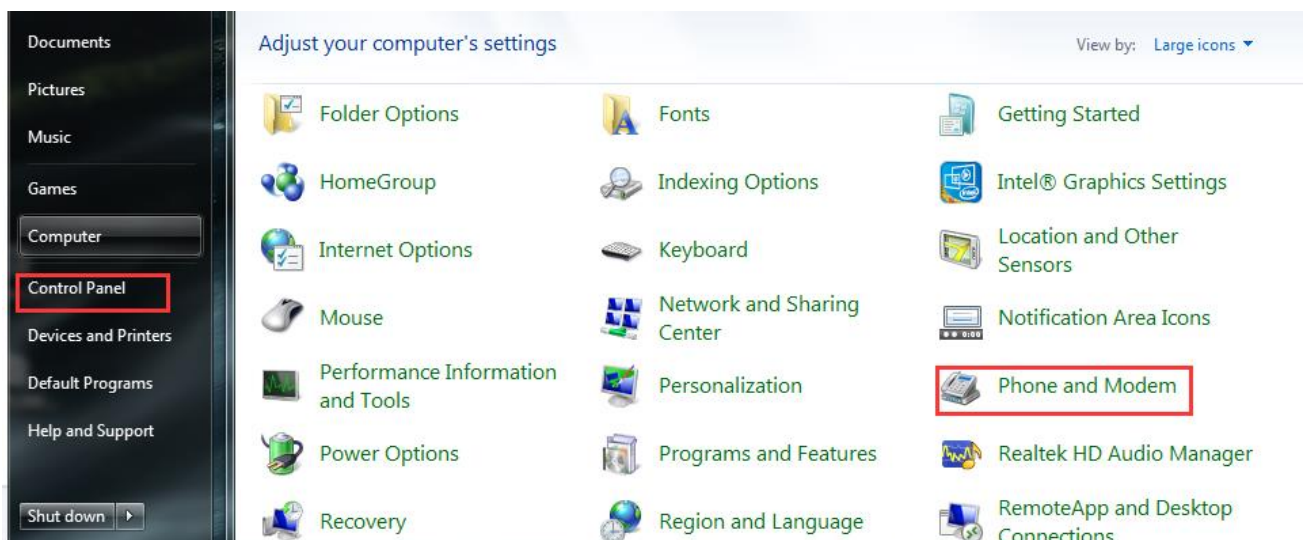 Documents
Pictures
Music
Games
Computer
Control Panel
Devices and Printers
Default Programs
Help and Support
Shut down
Adjust your computer's settings
View by: Large icons
Folder Options
Fonts
Getting Started
HomeGroup
Indexing Options
Intel® Graphics Settings
Internet Options
Keyboard
Location and Other
Sensors
Mouse
Network and Sharing
Center
Notification Area Icons
Performance Information
and Tools
Personalization
Phone and Modem
Power Options
Programs and Features
Realtek HD Audio Manager
Recovery
Region and Language
RemoteApp and Desktop
Connections